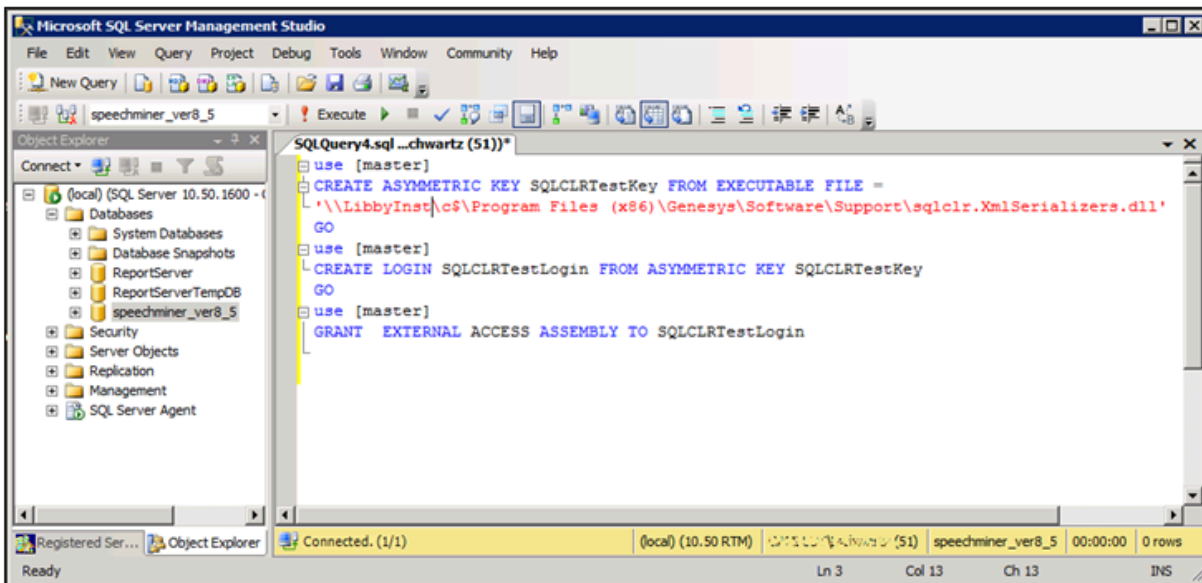 Microsoft SQL Server Management Studio
File Edit View Query Project Debug Tools Window Community Help
New Query
speechminer_ver8_5 Execute
Object Explorer
SQLQuery4.sql ...chwartz (51))*
Connect
(local) (SQL Server 10.50.1600 - 
Databases
System Databases
Database Snapshots
ReportServer
ReportServerTempDB
speechminer_ver8_5
Security
Server Objects
Replication
Management
SQL Server Agent
use [master]
CREATE ASYMMETRIC KEY SQLCLRTestKey FROM EXECUTABLE FILE =
'\\LibbyInst\c$\Program Files (x86)\Genesys\Software\Support\sqlclr.XmlSerializers.dll'
GO
use [master]
CREATE LOGIN SQLCLRTestLogin FROM ASYMMETRIC KEY SQLCLRTestKey
GO
use [master]
GRANT  EXTERNAL ACCESS ASSEMBLY TO SQLCLRTestLogin
Registered Ser... Object Explorer
Connected. (1/1) (local) (10.50 RTM) (51) speechminer_ver8_5 00:00:00 0 rows
Ready Ln 3 Col 13 Ch 13 INS